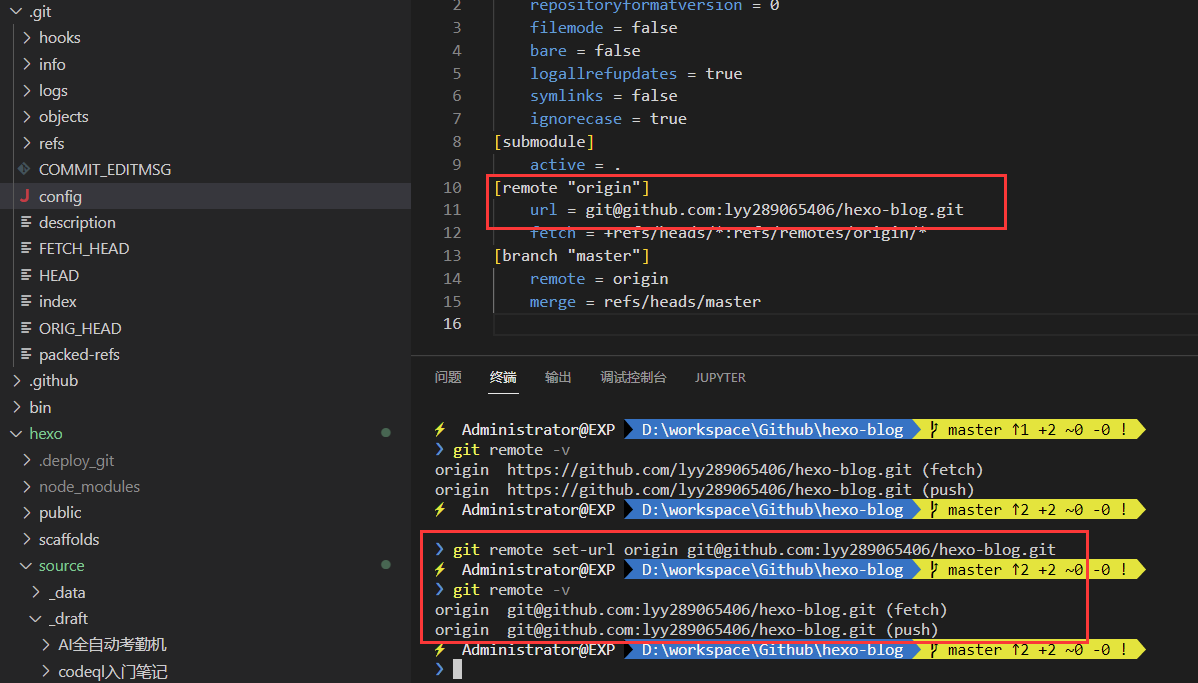 .git
hooks
info
logs
objects
refs
COMMIT_EDITMSG
config
description
FETCH_HEAD
HEAD
index
ORIG_HEAD
packed-refs
.github
bin
hexo
.deploy_git
node_modules
public
scaffolds
source
_data
_draft
AI全自动考勤机
codeql入门笔记
2 repositoryformatversion = 0
3 filemode = false
4 bare = false
5 logallrefupdates = true
6 symlinks = false
7 ignorecase = true
8 [submodule]
9 active = .
10 [remote "origin"]
11 url = git@github.com:lyy289065406/hexo-blog.git
12 fetch = +refs/heads/*:refs/remotes/origin/*
13 [branch "master"]
14 remote = origin
15 merge = refs/heads/master
16
问题 终端 输出 调试控制台 JUPYTER
⚡ Administrator@EXP D:\workspace\Github\hexo-blog master ↑1 +2 ~0 -0 !
❯ git remote -v
origin https://github.com/lyy289065406/hexo-blog.git (fetch)
origin https://github.com/lyy289065406/hexo-blog.git (push)
⚡ Administrator@EXP D:\workspace\Github\hexo-blog master ↑2 +2 ~0 -0 !
❯ git remote set-url origin git@github.com:lyy289065406/hexo-blog.git
⚡ Administrator@EXP D:\workspace\Github\hexo-blog master ↑2 +2 ~0 -0 !
❯ git remote -v
origin git@github.com:lyy289065406/hexo-blog.git (fetch)
origin git@github.com:lyy289065406/hexo-blog.git (push)
⚡ Administrator@EXP D:\workspace\Github\hexo-blog master ↑2 +2 ~0 -0 !
❯